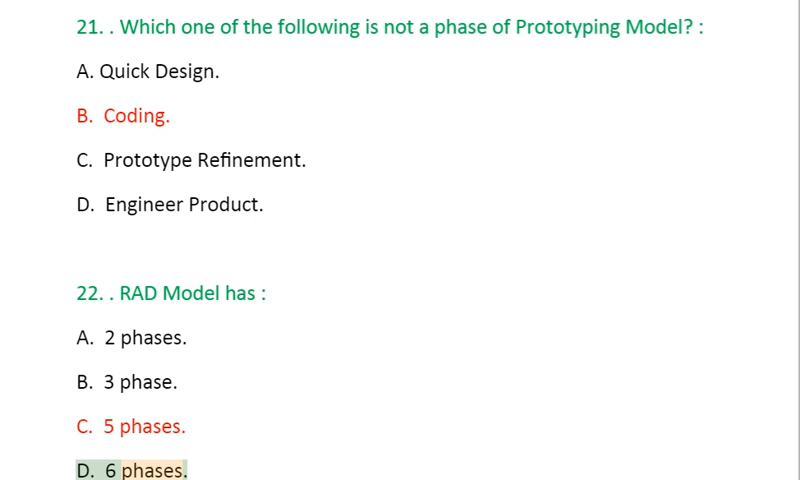 21. . Which one of the following is not a phase of Prototyping Model? :
A. Quick Design.
B. Coding.
C. Prototype Refinement.
D. Engineer Product.
22. . RAD Model has :
A. 2 phases.
B. 3 phase.
C. 5 phases.
D. 6 phases.